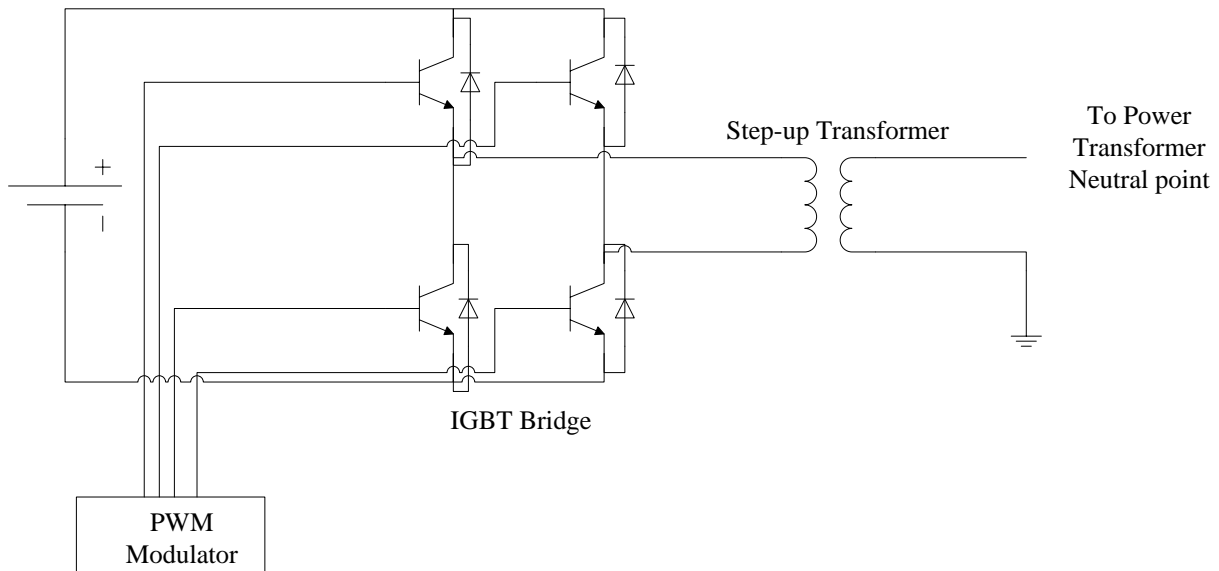 Step-up Transformer
To Power
Transformer
Neutral point
+
IGBT Bridge
PWM
Modulator